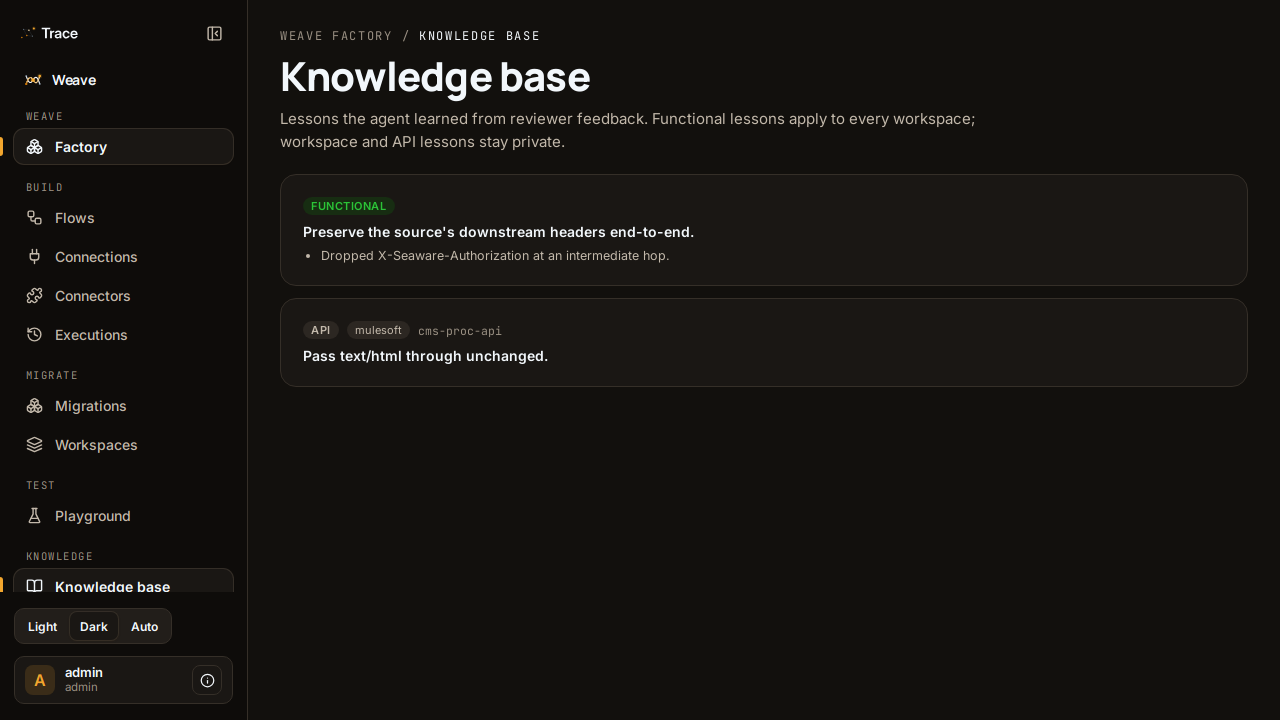 Trace
Weave
WEAVE
Factory
BUILD
Flows
Connections
Connectors
Executions
MIGRATE
Migrations
Workspaces
TEST
Playground
KNOWLEDGE
Knowledge base
Light Dark Auto
A
admin
admin
WEAVE FACTORY / KNOWLEDGE BASE
Knowledge base
Lessons the agent learned from reviewer feedback. Functional lessons apply to every workspace;
workspace and API lessons stay private.
FUNCTIONAL
Preserve the source's downstream headers end-to-end.
• Dropped X-Seaware-Authorization at an intermediate hop.
API mulesoft cms-proc-api
Pass text/html through unchanged.